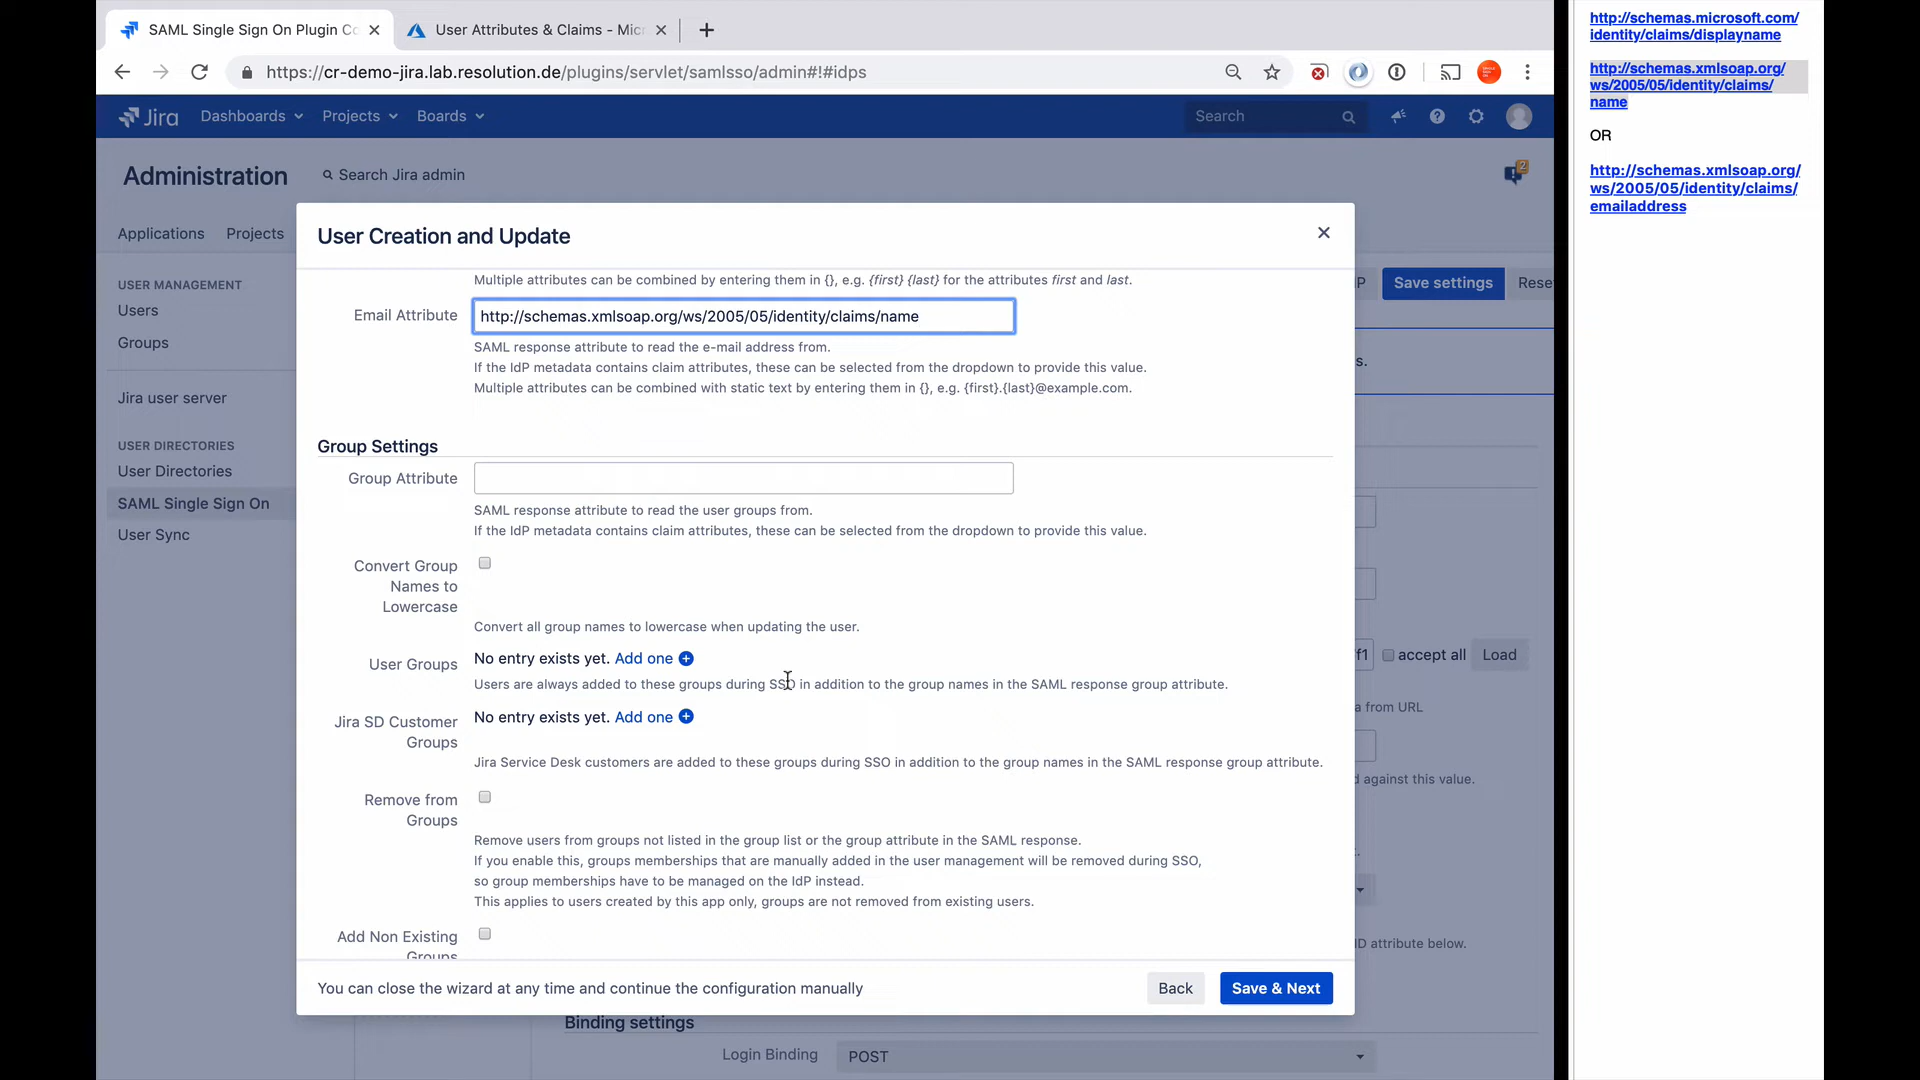 SAML Single Sign On Plugin Co
User Attributes & Claims - Micr
https://cr-demo-jira.lab.resolution.de/plugins/servlet/samlsso/admin#!#idps
Jira
Dashboards
Projects
Boards
Search
Administration
Search Jira admin
2
Applications
Projects
USER MANAGEMENT
Users
Groups
Jira user server
USER DIRECTORIES
User Directories
SAML Single Sign On
User Sync
P
Save settings
Rese
s.
User Creation and Update
Multiple attributes can be combined by entering them in {}, e.g. {first} {last} for the attributes first and last.
Email Attribute
http://schemas.xmlsoap.org/ws/2005/05/identity/claims/name
SAML response attribute to read the e-mail address from.
If the IdP metadata contains claim attributes, these can be selected from the dropdown to provide this value.
Multiple attributes can be combined with static text by entering them in {}, e.g. {first}.{last}@example.com.
Group Settings
Group Attribute
SAML response attribute to read the user groups from.
If the IdP metadata contains claim attributes, these can be selected from the dropdown to provide this value.
Convert Group
Names to
Lowercase
Convert all group names to lowercase when updating the user.
User Groups
No entry exists yet. Add one
Users are always added to these groups during SSO in addition to the group names in the SAML response group attribute.
Jira SD Customer
Groups
No entry exists yet. Add one
Jira Service Desk customers are added to these groups during SSO in addition to the group names in the SAML response group attribute.
Remove from
Groups
Remove users from groups not listed in the group list or the group attribute in the SAML response.
If you enable this, groups memberships that are manually added in the user management will be removed during SSO,
so group memberships have to be managed on the IdP instead.
This applies to users created by this app only, groups are not removed from existing users.
Add Non Existing
Groups
You can close the wizard at any time and continue the configuration manually
Back
Save & Next
f1
accept all
Load
a from URL
d against this value.
ID attribute below.
Binding settings
Login Binding
POST
http://schemas.microsoft.com/
identity/claims/displayname
http://schemas.xmlsoap.org/
ws/2005/05/identity/claims/
name
OR
http://schemas.xmlsoap.org/
ws/2005/05/identity/claims/
emailaddress